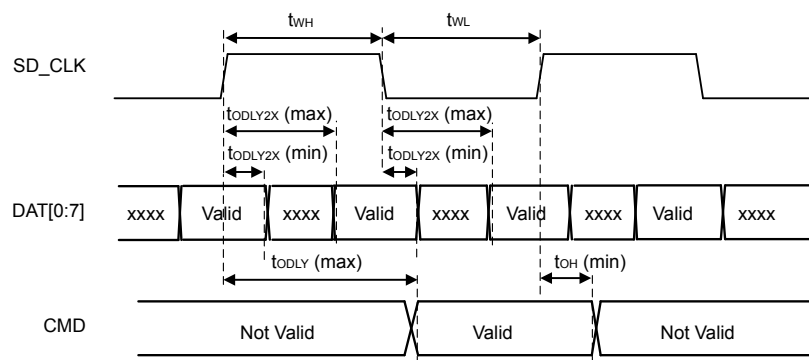 tWH tWL
SD_CLK
tODLY2X (max) tODLY2X (max)
tODLY2X (min) tODLY2X (min)
DAT[0:7] xxxx Valid xxxx Valid xxxx Valid xxxx Valid xxxx
tODLY (max) tOH (min)
CMD Not Valid Valid Not Valid